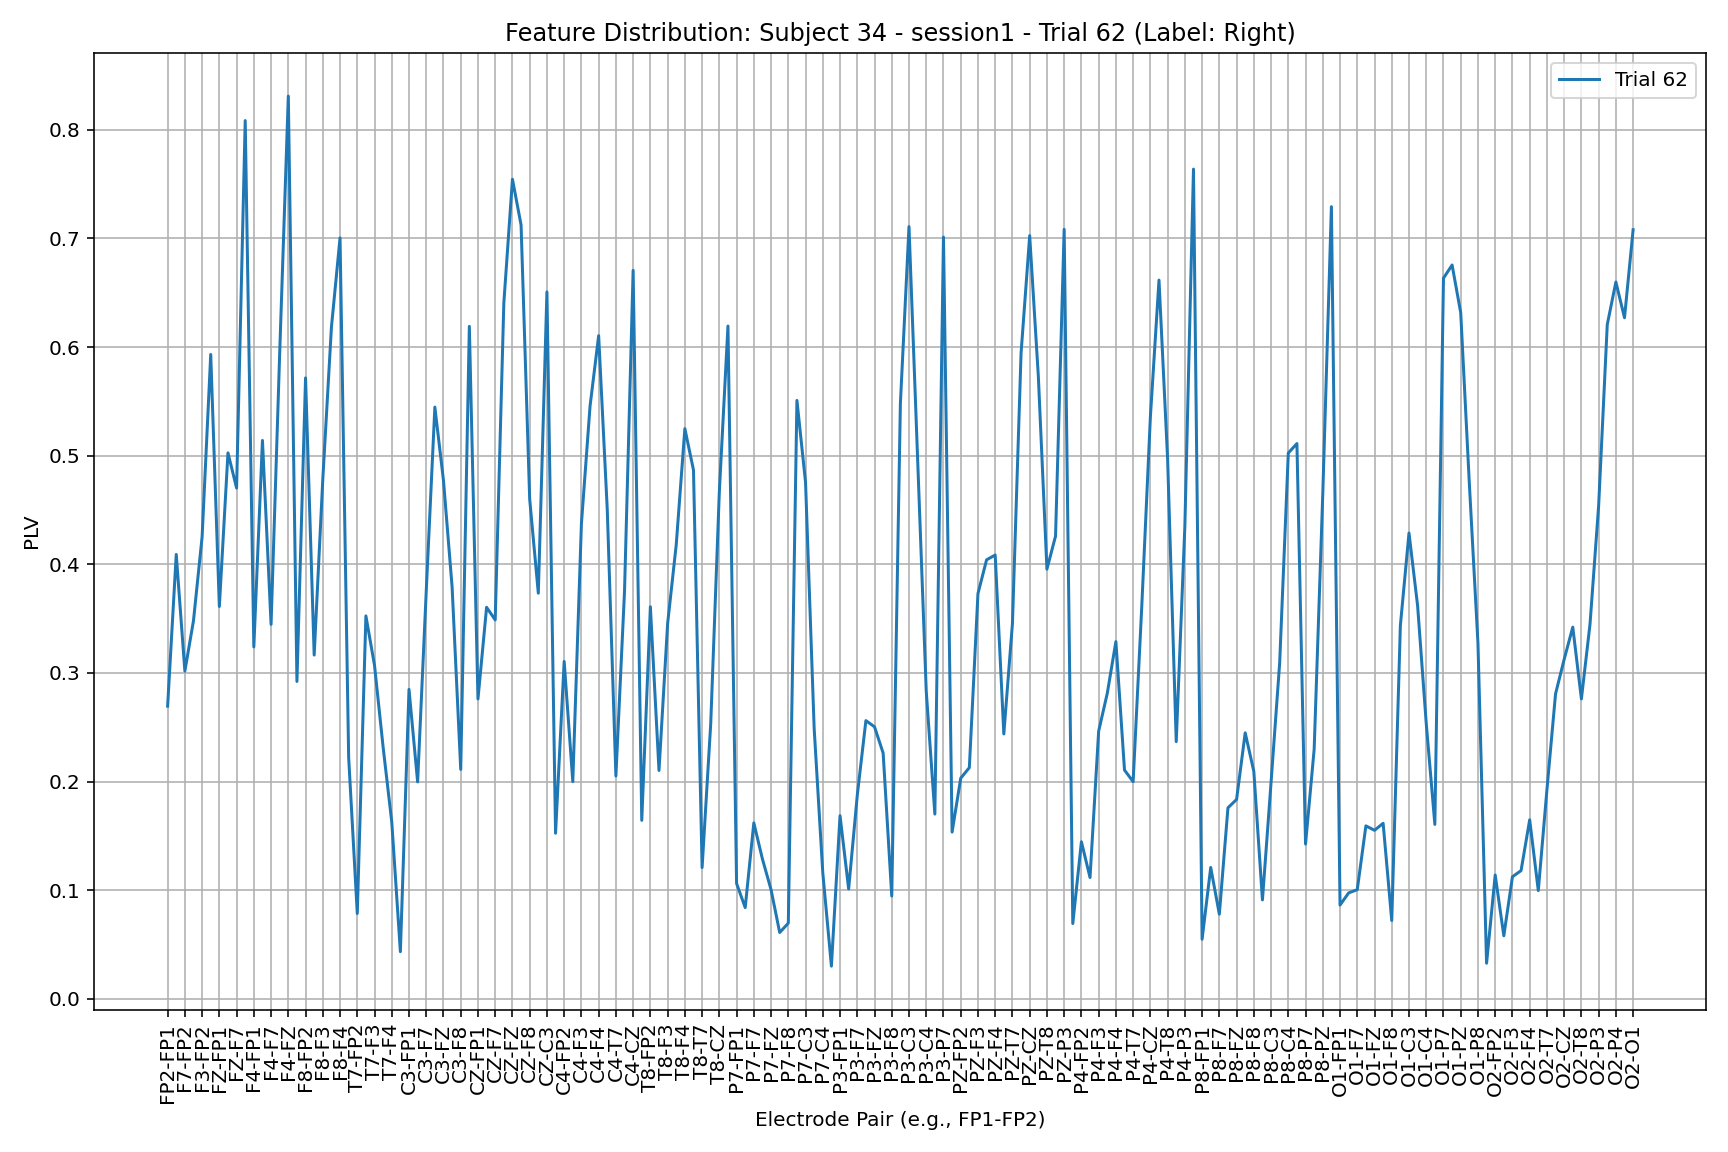 Feature Distribution: Subject 34 - session1 - Trial 62 (Label: Right)
Trial 62
PLV
0.8
0.7
0.6
0.5
0.4
0.3
0.2
0.1
0.0
FP2-FP1
F7-FP2
F3-FP2
FZ-FP1
FZ-F7
F4-FP1
F4-F7
F4-FZ
F8-FP2
F8-F3
F8-F4
T7-FP2
T7-F3
T7-F4
C3-FP1
C3-F7
C3-FZ
C3-F8
CZ-FP1
CZ-F7
CZ-FZ
CZ-F8
CZ-C3
C4-FP2
C4-F3
C4-F4
C4-T7
C4-CZ
T8-FP2
T8-F3
T8-F4
T8-T7
T8-CZ
P7-FP1
P7-F7
P7-FZ
P7-F8
P7-C3
P7-C4
P3-FP1
P3-F7
P3-FZ
P3-F8
P3-C3
P3-C4
P3-P7
PZ-FP2
PZ-F3
PZ-F4
PZ-T7
PZ-CZ
PZ-T8
PZ-P3
P4-FP2
P4-F3
P4-F4
P4-T7
P4-CZ
P4-T8
P4-P3
P8-FP1
P8-F7
P8-FZ
P8-F8
P8-C3
P8-C4
P8-P7
P8-PZ
O1-FP1
O1-F7
O1-FZ
O1-F8
O1-C3
O1-C4
O1-P7
O1-PZ
O1-P8
O2-FP2
O2-F3
O2-F4
O2-T7
O2-CZ
O2-T8
O2-P3
O2-P4
O2-O1
Electrode Pair (e.g., FP1-FP2)